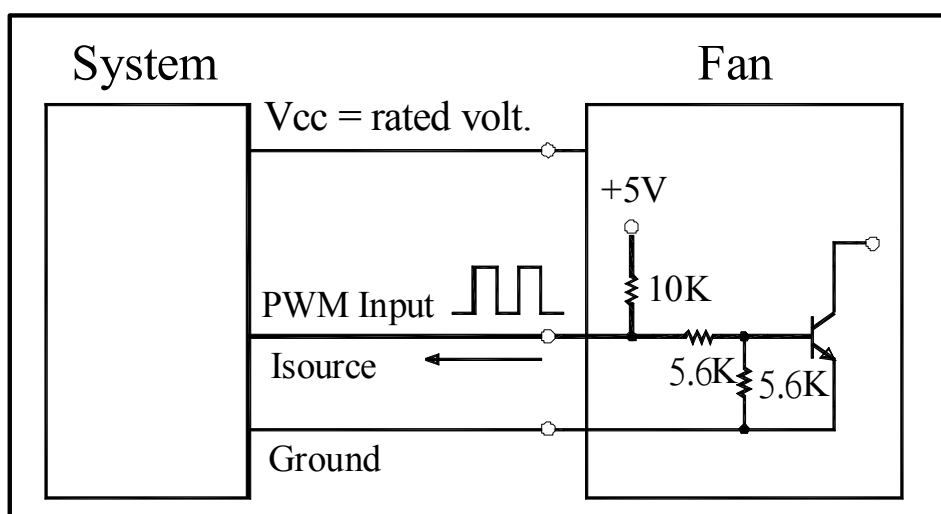 System
Fan
Vcc = rated volt.
+5V
10K
PWM Input
Isource
5.6K
5.6K
Ground